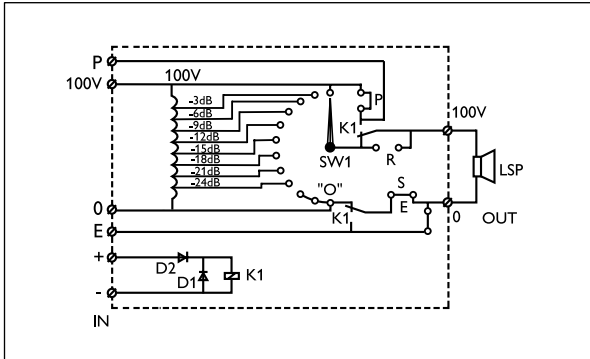 P
100V
100V
-3dB
-6dB
-9dB
-12dB
-15dB
-18dB
-21dB
-24dB
P
K1
SW1
R
100V
LSP
"O"
K1
S
E
0
OUT
0
E
+
D2
D1
K1
-
IN